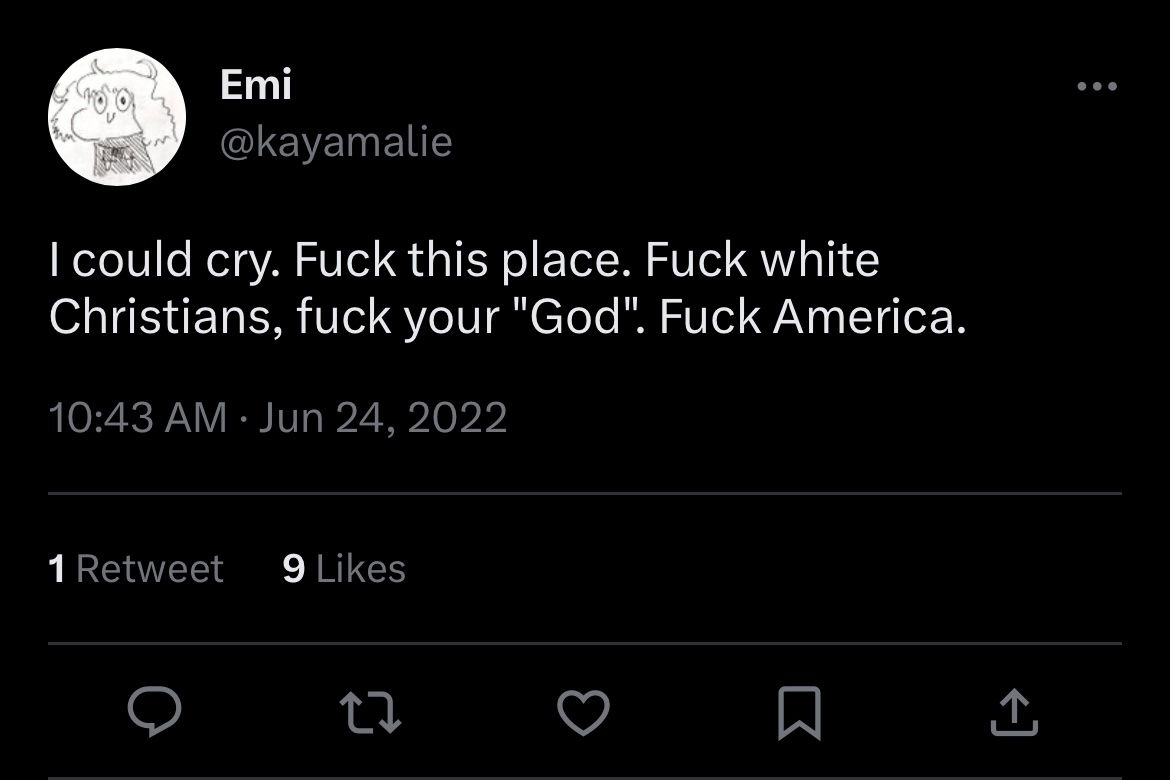 Emi
@kayamalie
I could cry. Fuck this place. Fuck white
Christians, fuck your "God". Fuck America.
10:43 AM · Jun 24, 2022
1 Retweet 9 Likes